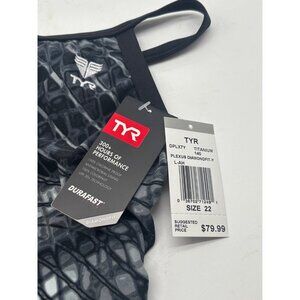 TYR
TYR
300+
HOURS OF
PERFORMANCE
DURAFAST
TYR
DPLX7Y TITANIUM
140
PLEXUS DIAMONDFIT
SIZE 22
SUGGESTED
RETAIL
PRICE
$79.99